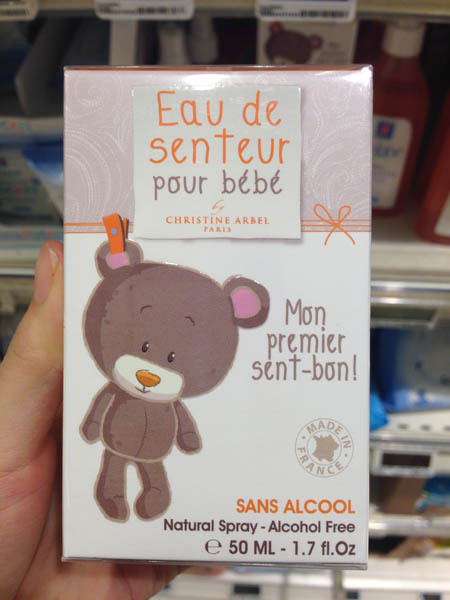 Eau de
senteur
pour bébé
CHRISTINE ARBEL
PARIS
Mon
premier
sent-bon!
MADE IN
FRANCE
SANS ALCOOL
Natural Spray - Alcohol Free
℮ 50 ML - 1.7 fl.Oz